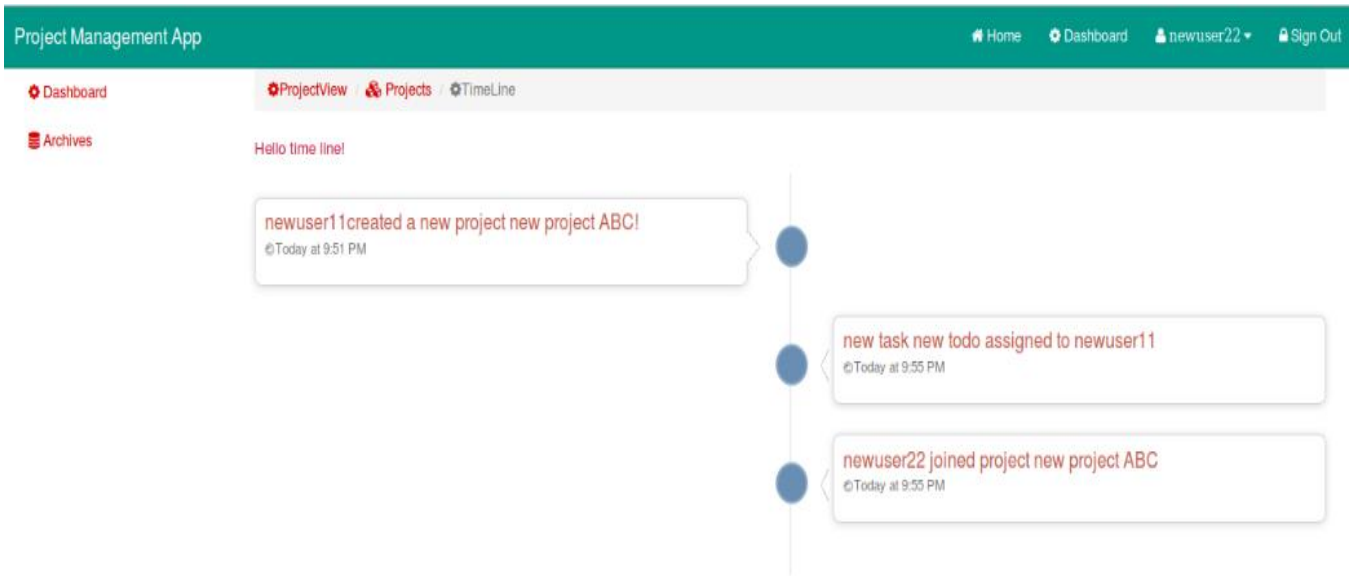 Project Management App
Home Dashboard newuser22 Sign Out
Dashboard
Archives
ProjectView / Projects / TimeLine
Hello time line!
newuser11created a new project new project ABC!
Today at 9:51 PM
new task new todo assigned to newuser11
Today at 9:55 PM
newuser22 joined project new project ABC
Today at 9:55 PM